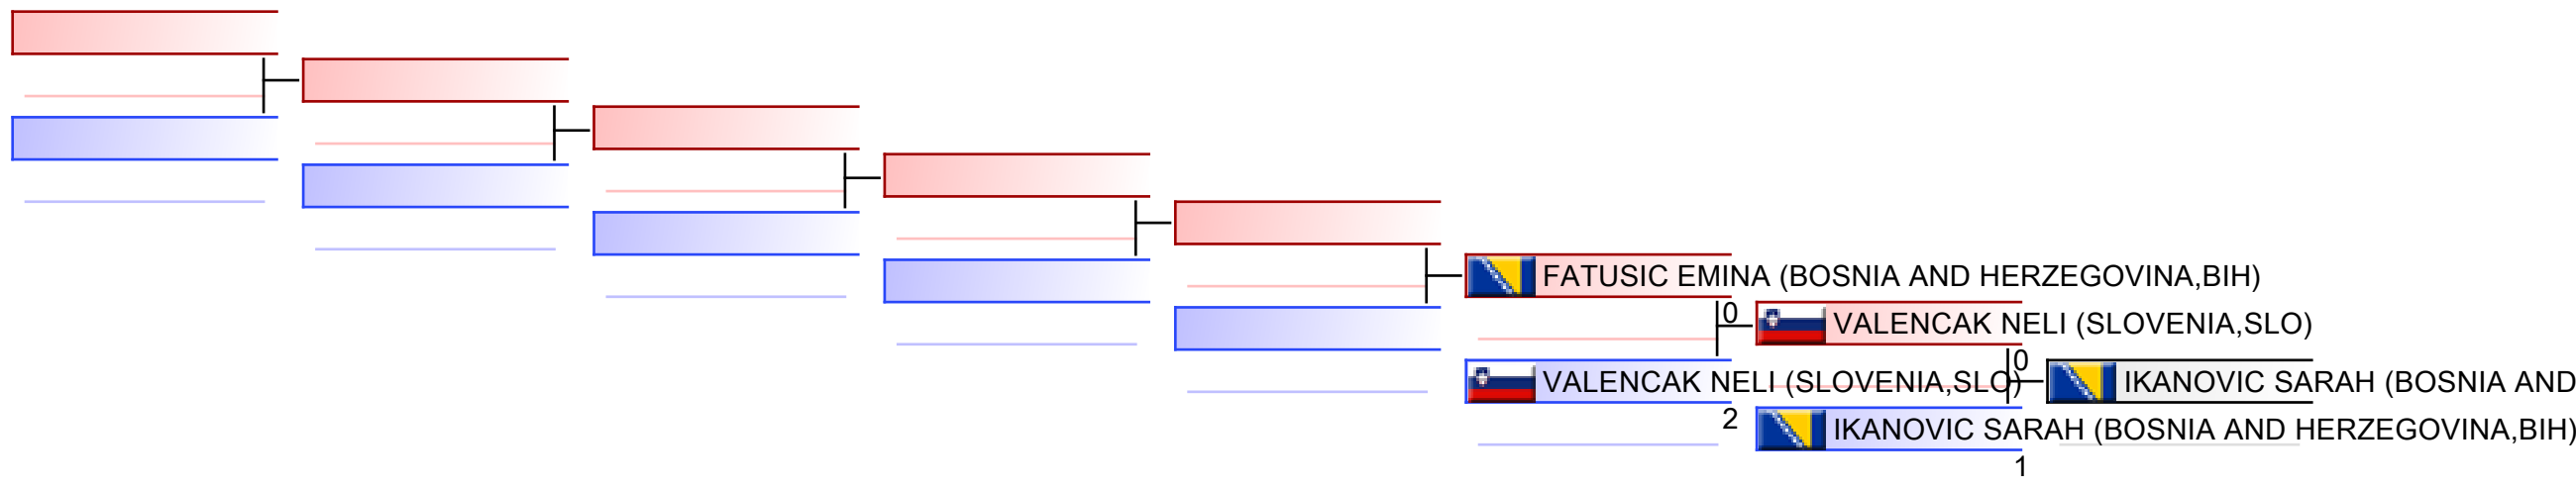 FATUSIC EMINA (BOSNIA AND HERZEGOVINA,BIH)
0
VALENCAK NELI (SLOVENIA,SLO)
0
VALENCAK NELI (SLOVENIA,SLO)
IKANOVIC SARAH (BOSNIA AND
2
IKANOVIC SARAH (BOSNIA AND HERZEGOVINA,BIH)
1